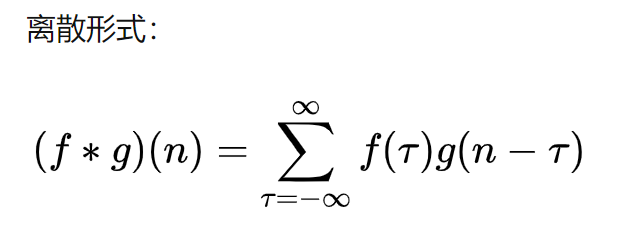 离散形式：
(f * g)(n) = ∑_{τ=-∞}^{∞} f(τ)g(n − τ)